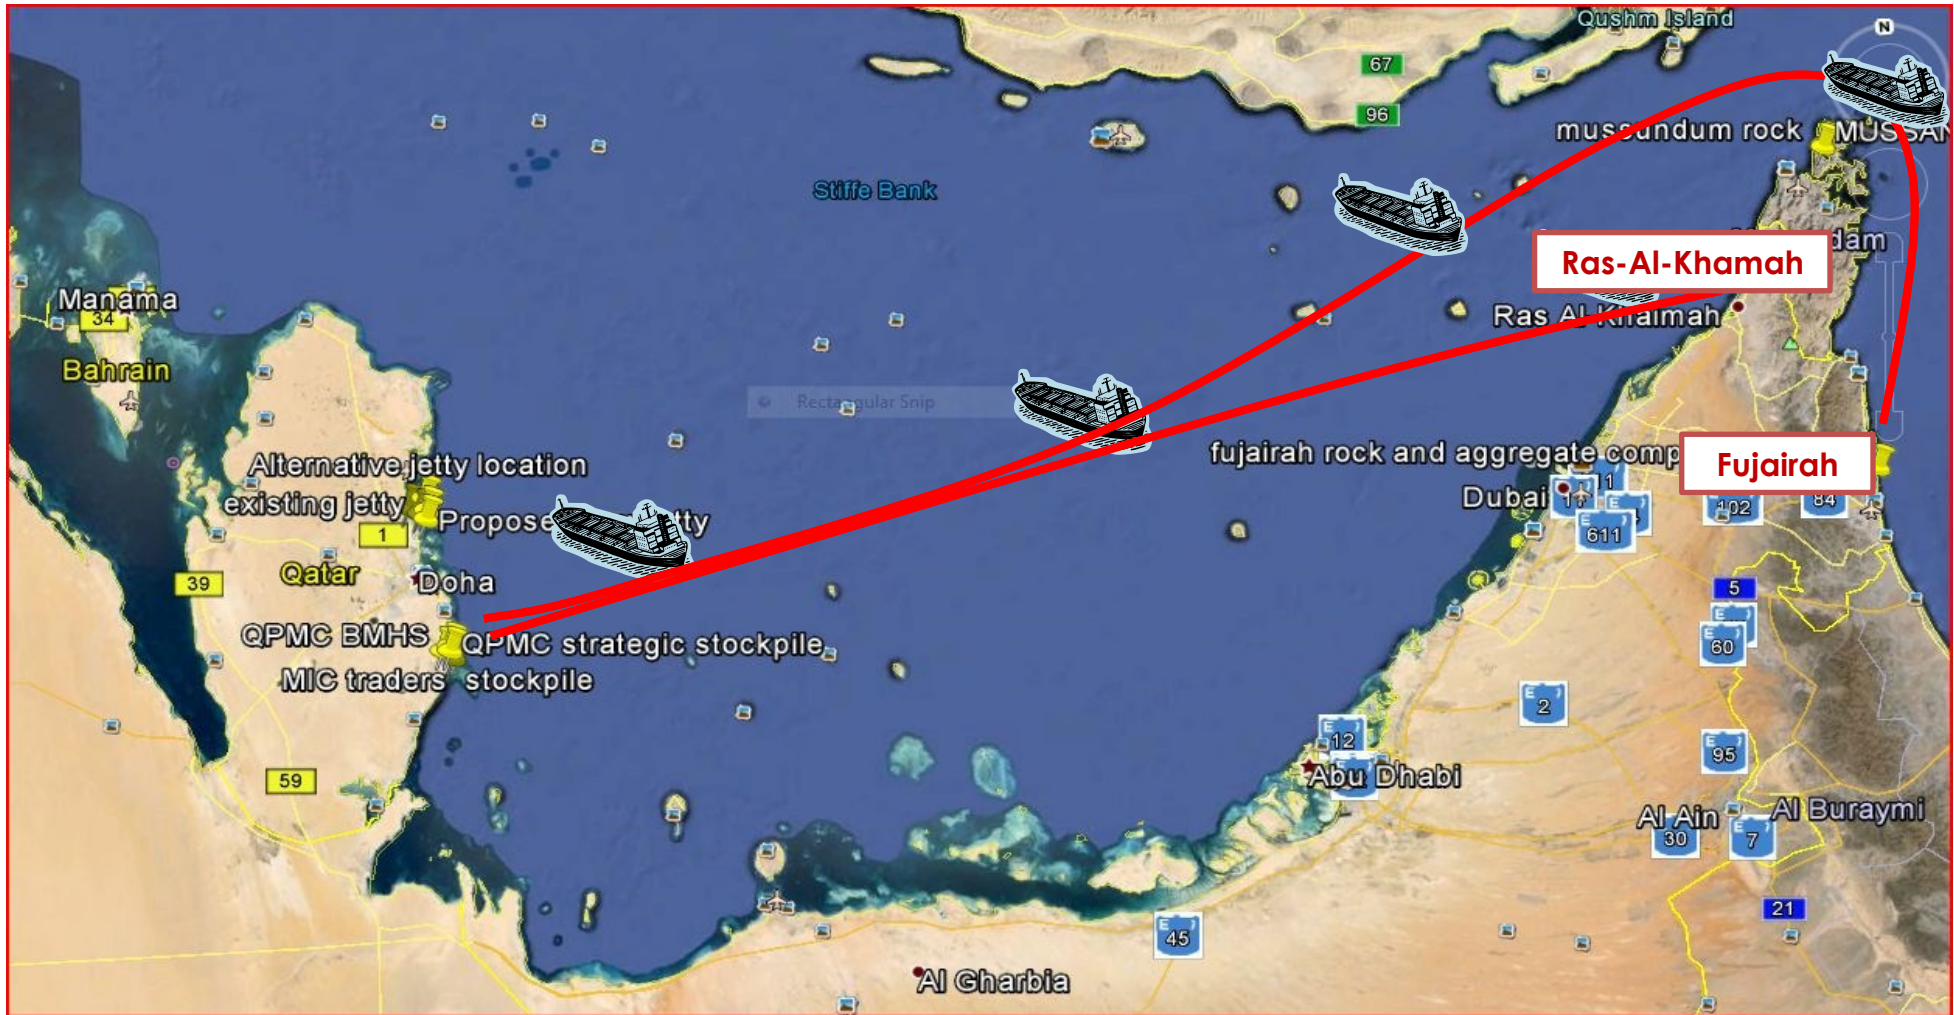 Qushm Island
N
67
96
mussundum rock
MUSSAN
Stiffe Bank
Ras-Al-Khamah
dam
Manama
34
Ras Al Khaimah
Bahrain
Rectangular Snip
fujairah rock and aggregate comp
Fujairah
Alternative jetty location
existing jetty
Dubai
11
11
102
84
Propose
tty
1
611
Qatar
Doha
39
5
QPMC BMHS
QPMC strategic stockpile
60
MIC traders' stockpile
E 2
E 12
E 95
59
Abu Dhabi
Al Ain
Al Buraymi
30
E 7
21
E 45
Al Gharbia